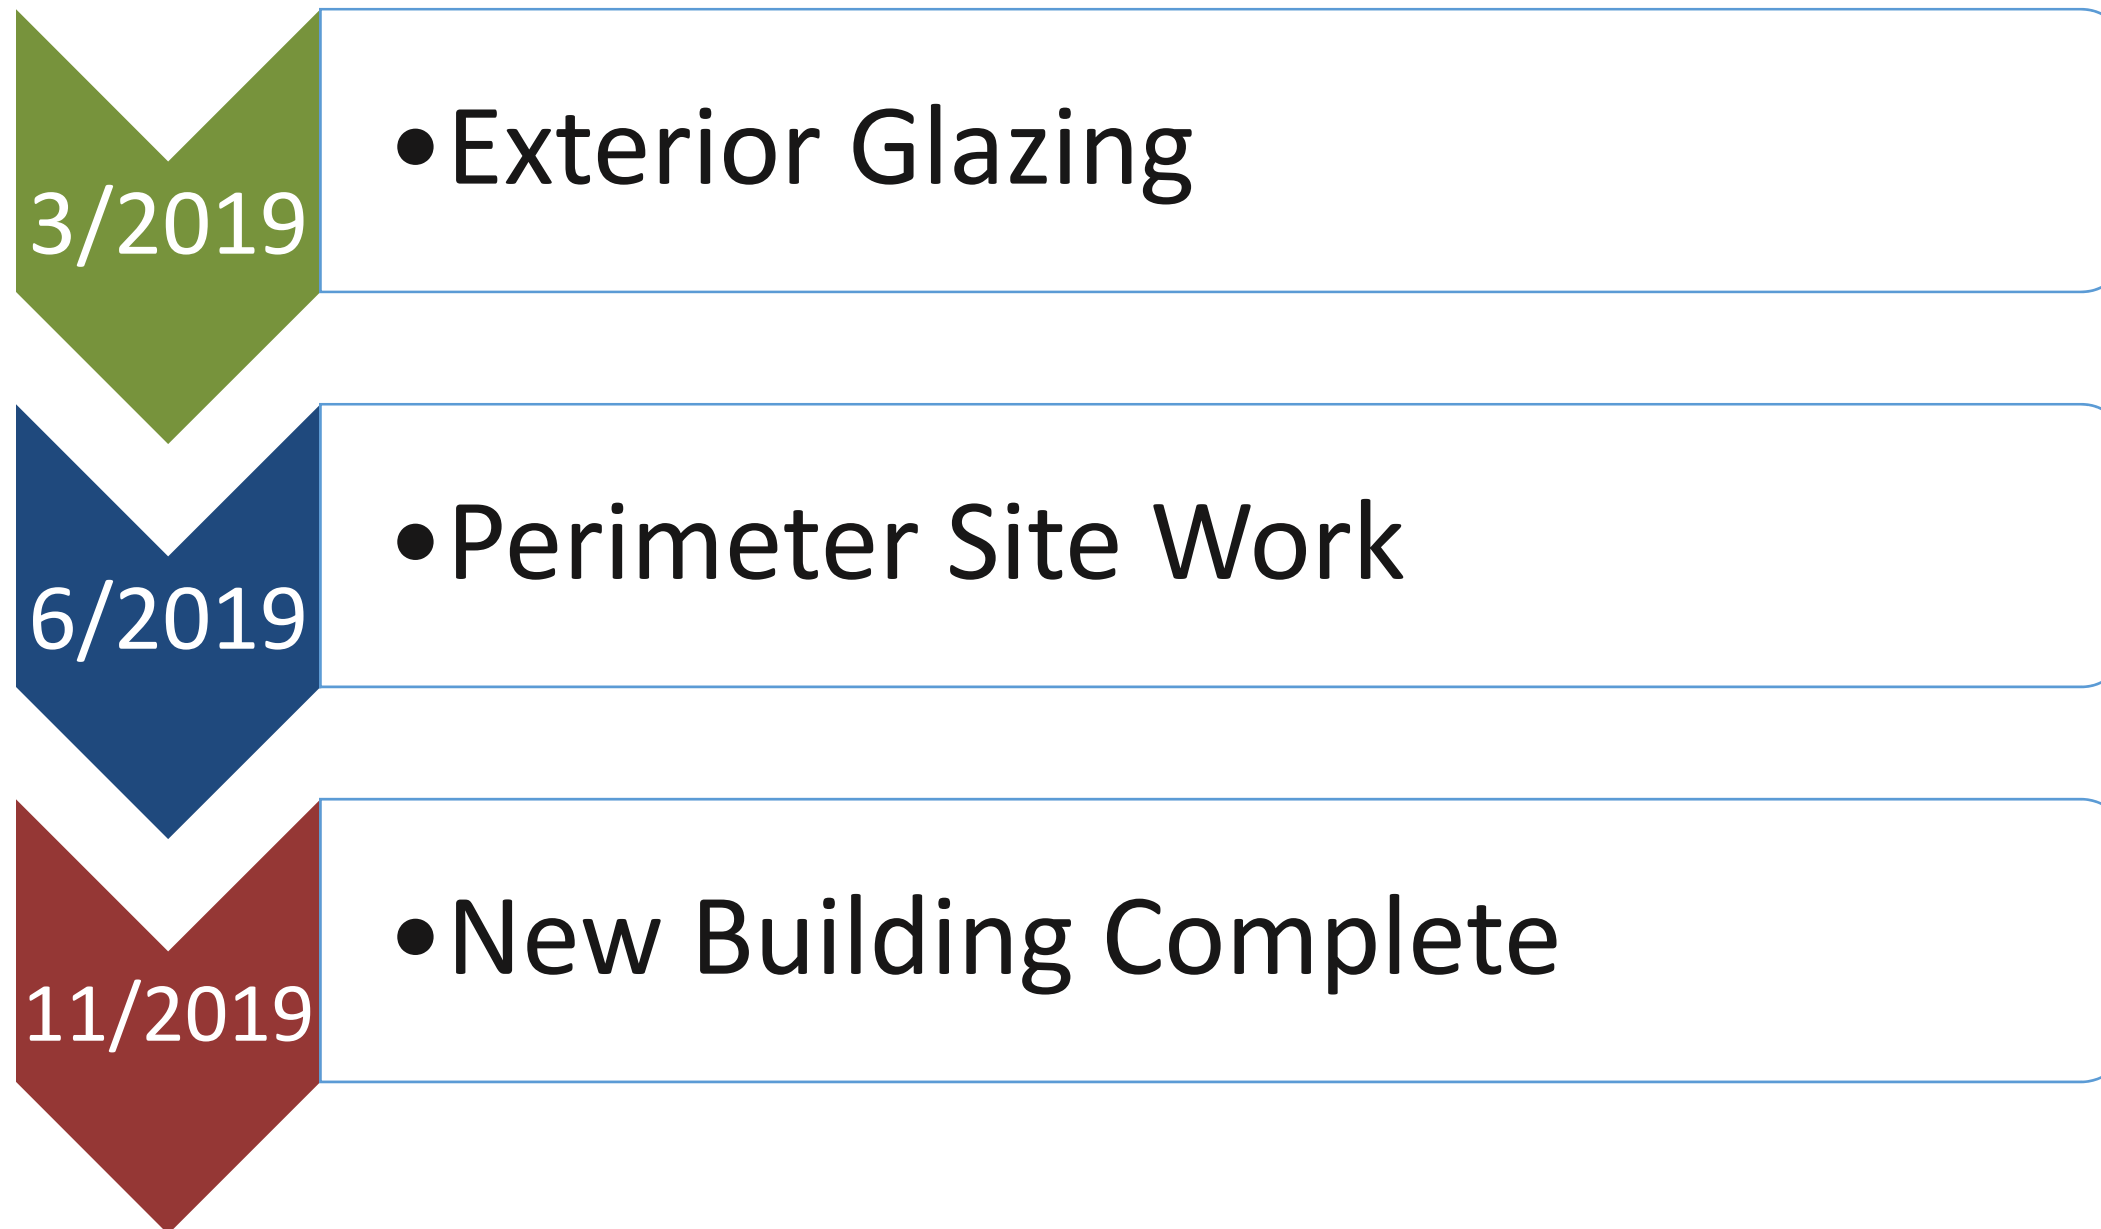 3/2019
•Exterior Glazing
6/2019
•Perimeter Site Work
11/2019
•New Building Complete